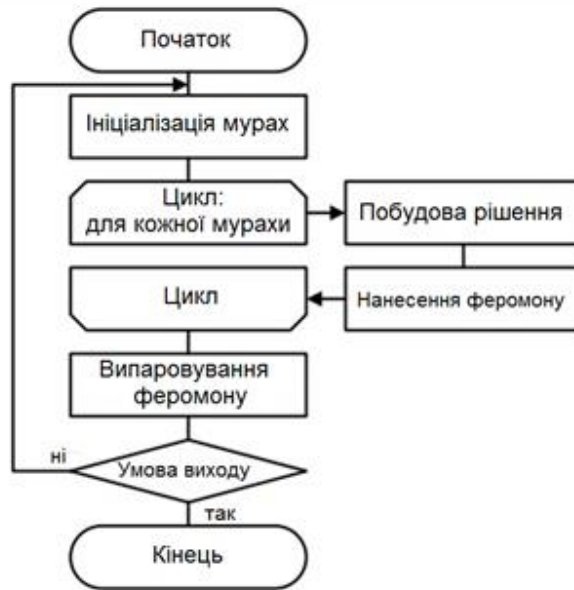 Початок
Ініціалізація мурах
Цикл:
для кожної мурахи
Побудова рішення
Цикл
Нанесення феромону
Випаровування
феромону
ні
Умова виходу
так
Кінець